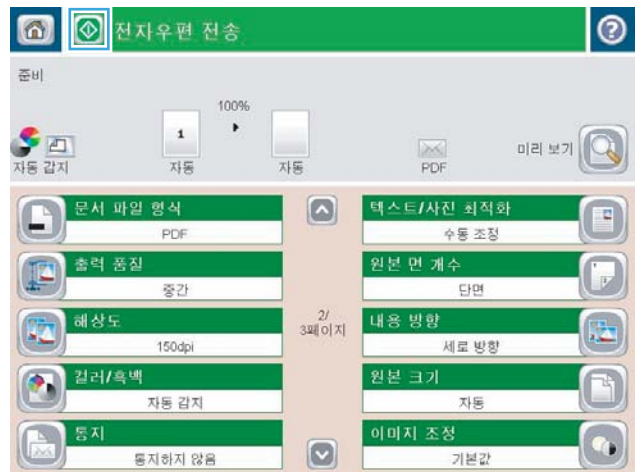 전자우편 전송
준비
100%
1
자동 감지
자동
자동
PDF
미리 보기
문서 파일 형식
PDF
출력 품질
중간
해상도
150dpi
컬러/흑백
자동 감지
통지
통지하지 않음
2/
3페이지
텍스트/사진 최적화
수동 조정
원본 면 개수
단면
내용 방향
세로 방향
원본 크기
자동
이미지 조정
기본값